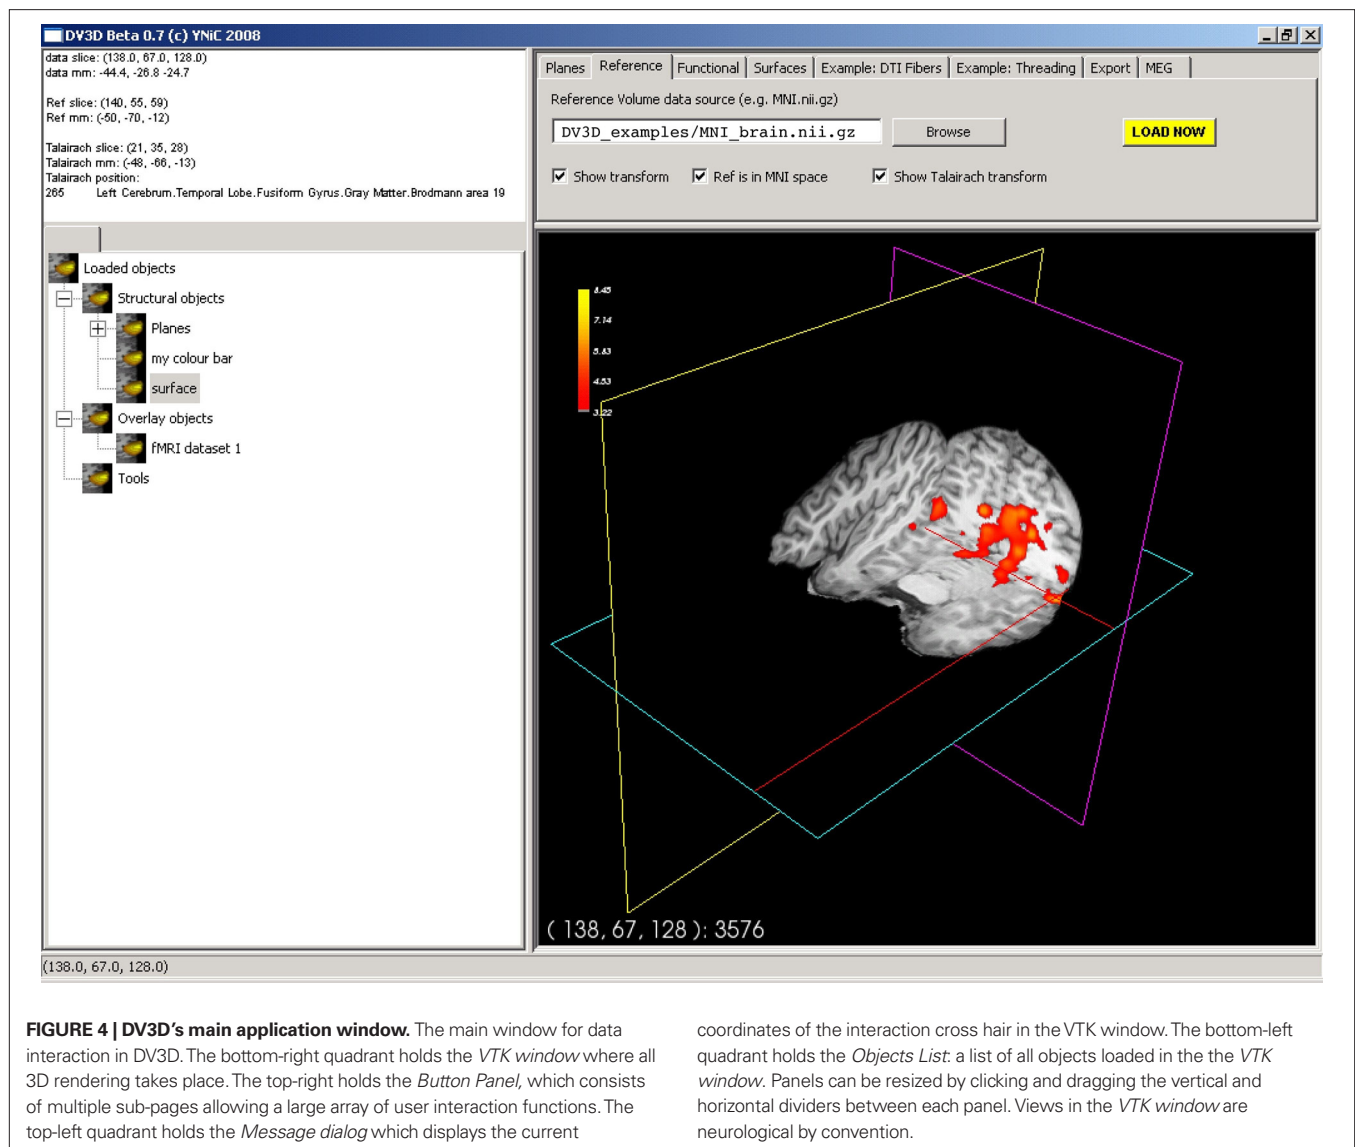 DV3D Beta 0.7 (c) YNiC 2008
data slice: (138.0, 67.0, 128.0)
data mm: -44.4, -26.8 -24.7
Ref slice: (140, 55, 59)
Ref mm: (-50, -70, -12)
Talairach slice: (21, 35, 28)
Talairach mm: (-48, -66, -13)
Talairach position:
265 Left Cerebrum.Temporal Lobe.Fusiform Gyrus.Gray Matter.Brodmann area 19
Planes Reference Functional Surfaces Example: DTI Fibers Example: Threading Export MEG
Reference Volume data source (e.g. MNI.nii.gz)
DV3D_examples/MNI_brain.nii.gz Browse LOAD NOW
Show transform Ref is in MNI space Show Talairach transform
Loaded objects
Structural objects
Planes
my colour bar
surface
Overlay objects
fMRI dataset 1
Tools
8.45
7.14
5.83
4.53
3.22
( 138, 67, 128 ): 3576
(138.0, 67.0, 128.0)
FIGURE 4 | DV3D's main application window. The main window for data
interaction in DV3D. The bottom-right quadrant holds the VTK window where all
3D rendering takes place. The top-right holds the Button Panel, which consists
of multiple sub-pages allowing a large array of user interaction functions. The
top-left quadrant holds the Message dialog which displays the current
coordinates of the interaction cross hair in the VTK window. The bottom-left
quadrant holds the Objects List: a list of all objects loaded in the the VTK
window. Panels can be resized by clicking and dragging the vertical and
horizontal dividers between each panel. Views in the VTK window are
neurological by convention.